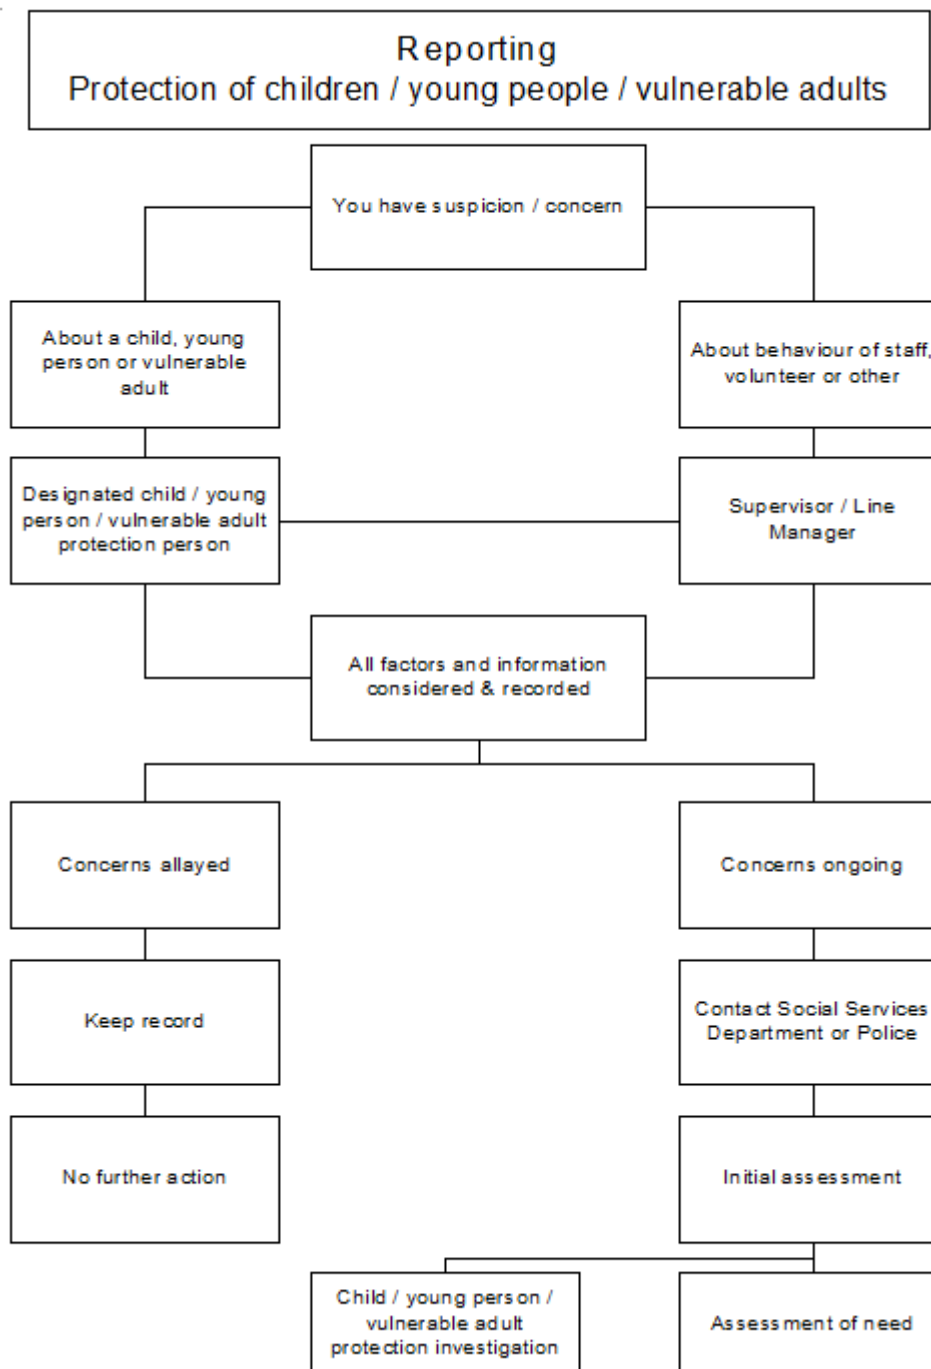 Reporting
Protection of children / young people / vulnerable adults
You have suspicion / concern
About a child, young
person or vulnerable
adult
About behaviour of staff,
volunteer or other
Designated child / young
person / vulnerable adult
protection person
Supervisor / Line
Manager
All factors and information
considered & recorded
Concerns allayed
Concerns ongoing
Keep record
Contact Social Services
Department or Police
No further action
Initial assessment
Child / young person /
vulnerable adult
protection investigation
Assessment of need